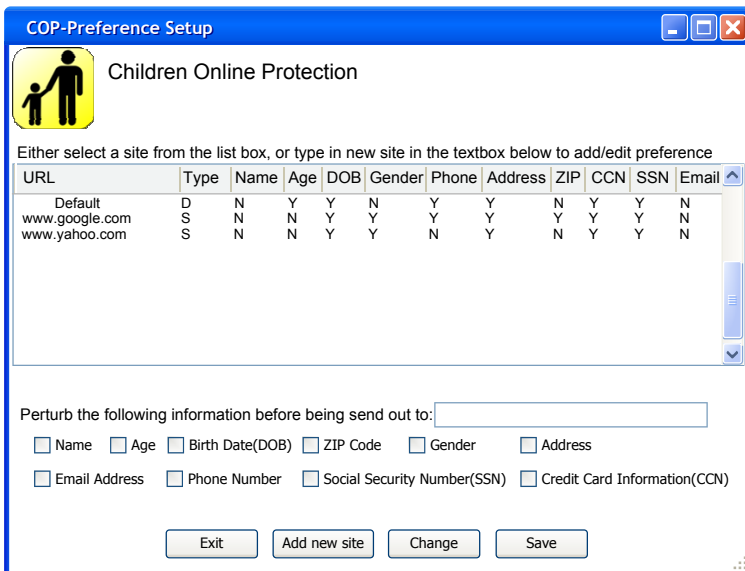 COP-Preference Setup
Children Online Protection
Either select a site from the list box, or type in new site in the textbox below to add/edit preference
URL Type Name Age DOB Gender Phone Address ZIP CCN SSN Email
Default D N Y Y N Y Y N Y Y N
www.google.com S N N Y Y Y Y Y Y Y Y
www.yahoo.com S N N Y Y N Y N Y Y N
Perturb the following information before being send out to:
Name Age Birth Date(DOB) ZIP Code Gender Address
Email Address Phone Number Social Security Number(SSN) Credit Card Information(CCN)
Exit Add new site Change Save